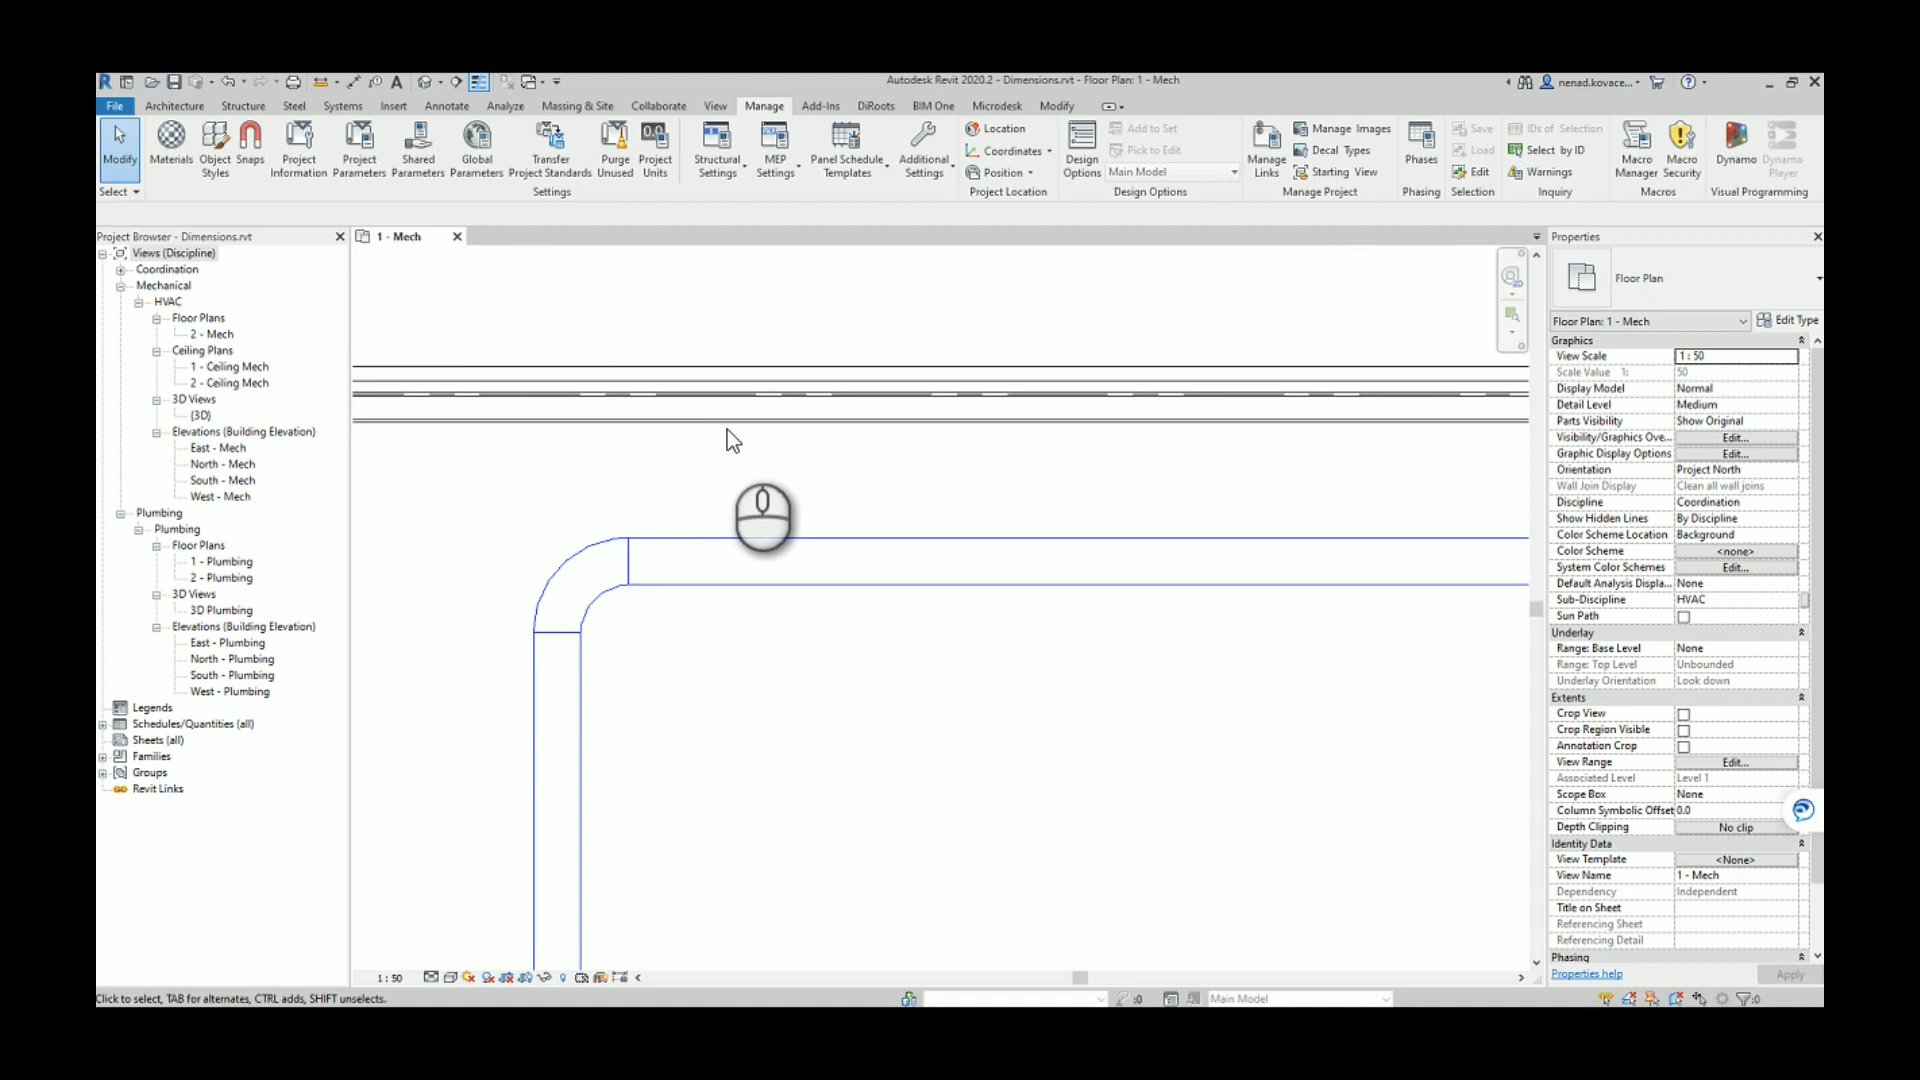 Autodesk Revit 2020.2 - Dimensions.rvt - Floor Plan: 1 - Mech
nenad.kovace...
File Architecture Structure Steel Systems Insert Annotate Analyze Massing & Site Collaborate View Manage Add-Ins DiRoots BIM One Microdesk Modify
Modify
Materials
Object Styles
Snaps
Project Information
Project Parameters
Shared Parameters
Global Parameters
Transfer Project Standards
Purge Unused
Project Units
Structural Settings
MEP Settings
Panel Schedule Templates
Additional Settings
Location
Coordinates
Position
Design Options
Add to Set
Pick to Edit
Main Model
Manage Links
Manage Images
Decal Types
Starting View
Phases
Save
Load
Edit
IDs of Selection
Select by ID
Warnings
Macro Manager
Macro Security
Dynamo
Dynamo Player
Select Settings Project Location Design Options Manage Project Phasing Selection Inquiry Macros Visual Programming
Project Browser - Dimensions.rvt
Views (Discipline)
Coordination
Mechanical
HVAC
Floor Plans
2 - Mech
Ceiling Plans
1 - Ceiling Mech
2 - Ceiling Mech
3D Views
{3D}
Elevations (Building Elevation)
East - Mech
North - Mech
South - Mech
West - Mech
Plumbing
Plumbing
Floor Plans
1 - Plumbing
2 - Plumbing
3D Views
3D Plumbing
Elevations (Building Elevation)
East - Plumbing
North - Plumbing
South - Plumbing
West - Plumbing
Legends
Schedules/Quantities (all)
Sheets (all)
Families
Groups
Revit Links
1 - Mech
Properties
Floor Plan
Floor Plan: 1 - Mech Edit Type
Graphics
View Scale 1 : 50
Scale Value 1: 50
Display Model Normal
Detail Level Medium
Parts Visibility Show Original
Visibility/Graphics Ove... Edit...
Graphic Display Options Edit...
Orientation Project North
Wall Join Display Clean all wall joins
Discipline Coordination
Show Hidden Lines By Discipline
Color Scheme Location Background
Color Scheme <none>
System Color Schemes Edit...
Default Analysis Displa... None
Sub-Discipline HVAC
Sun Path
Underlay
Range: Base Level None
Range: Top Level Unbounded
Underlay Orientation Look down
Extents
Crop View
Crop Region Visible
Annotation Crop
View Range Edit...
Associated Level Level 1
Scope Box None
Column Symbolic Offset 0.0
Depth Clipping No clip
Identity Data
View Template <None>
View Name 1 - Mech
Dependency Independent
Title on Sheet
Referencing Sheet
Referencing Detail
Phasing
Properties help Apply
1 : 50
Click to select, TAB for alternates, CTRL adds, SHIFT unselects.
:0 Main Model :0